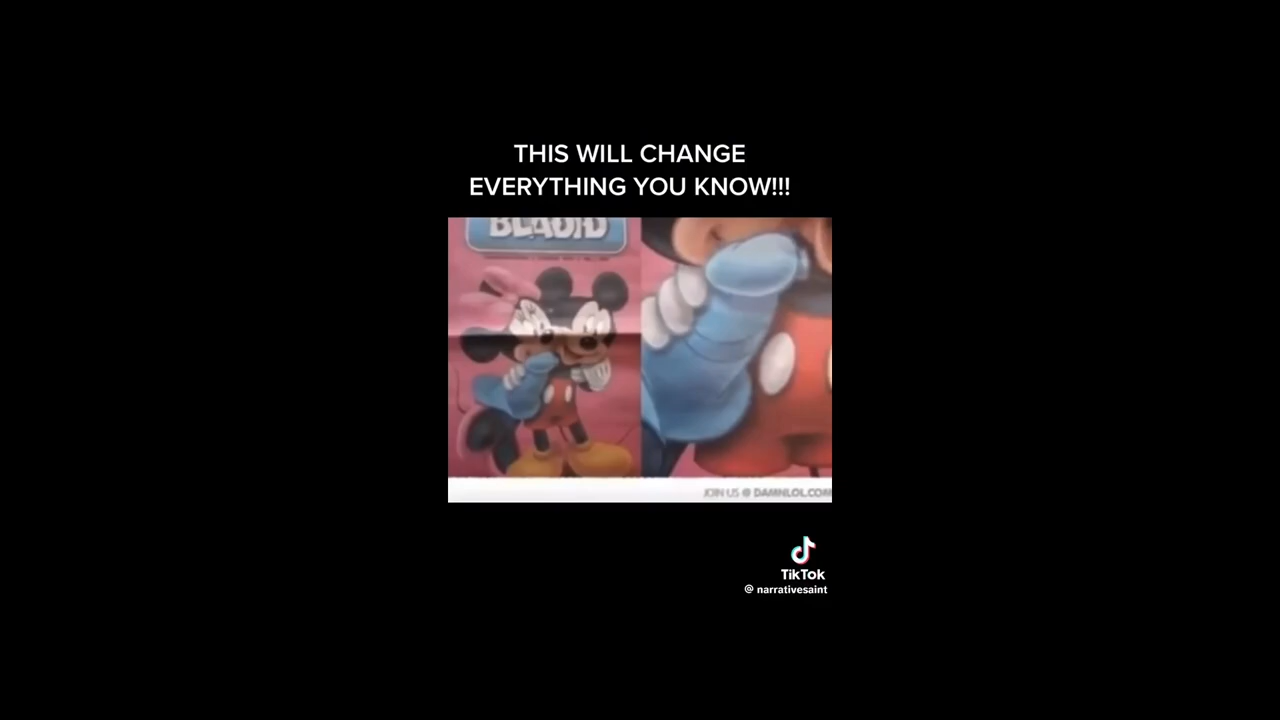 THIS WILL CHANGE
EVERYTHING YOU KNOW!!!
JOIN US @ DAMNLOL.COM
TikTok
@ narrativesaint